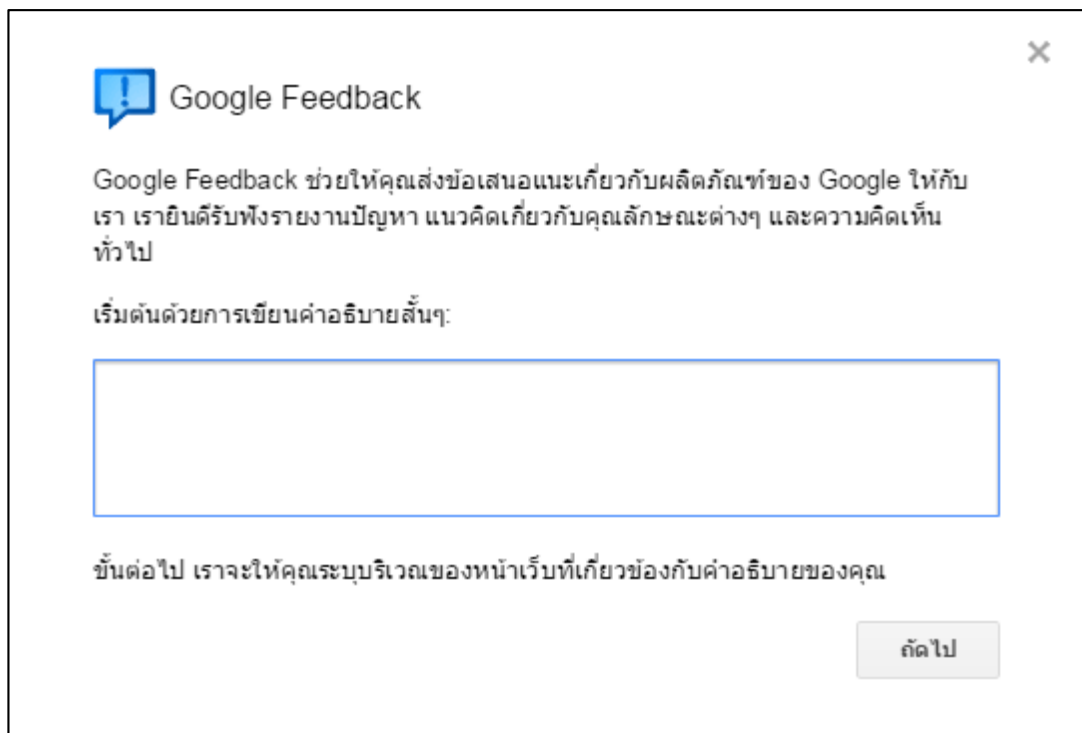 Google Feedback
Google Feedback ช่วยให้คุณส่งข้อเสนอแนะเกี่ยวกับผลิตภัณฑ์ของ Google ให้กับ
เรา เรายินดีรับฟังรายงานปัญหา แนวคิดเกี่ยวกับคุณลักษณะต่างๆ และความคิดเห็น
ทั่วไป
เริ่มต้นด้วยการเขียนคำอธิบายสั้นๆ:
ขั้นต่อไป เราจะให้คุณระบุบริเวณของหน้าเว็บที่เกี่ยวข้องกับคำอธิบายของคุณ
ถัดไป